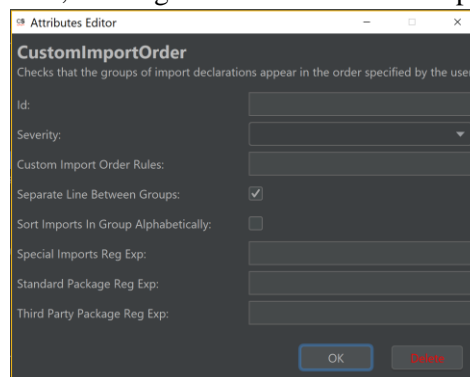 Attributes Editor
CustomImportOrder
Checks that the groups of import declarations appear in the order specified by the user
Id:
Severity:
Custom Import Order Rules:
Separate Line Between Groups:
Sort Imports In Group Alphabetically:
Special Imports Reg Exp:
Standard Package Reg Exp:
Third Party Package Reg Exp:
OK
Delete